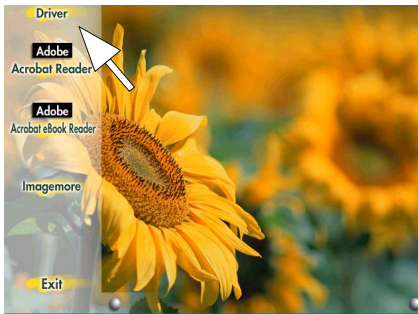 Driver
Adobe
Acrobat Reader
Adobe
Acrobat eBook Reader
Imagemore
Exit